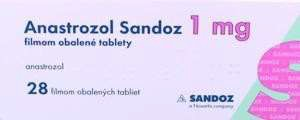 Anastrozol Sandoz 1 mg
filmom obalené tablety
anastrozol
28 filmom obalených tabliet
SANDOZ
a Novartis company